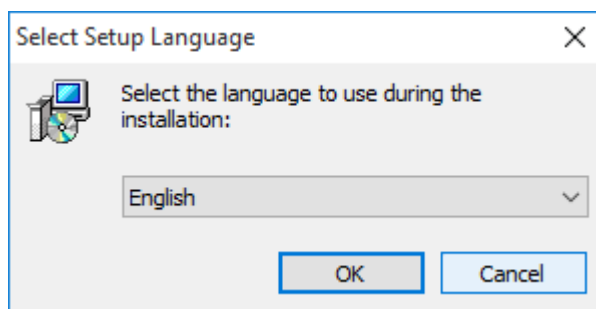 Select Setup Language
Select the language to use during the
installation:
English
OK
Cancel